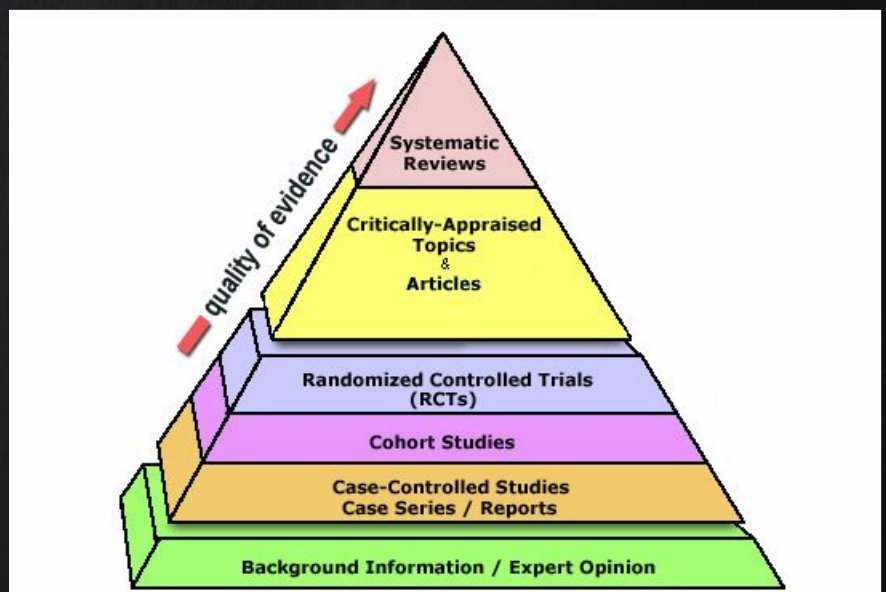 quality of evidence
Systematic
Reviews
Critically-Appraised
Topics
&
Articles
Randomized Controlled Trials
(RCTs)
Cohort Studies
Case-Controlled Studies
Case Series / Reports
Background Information / Expert Opinion